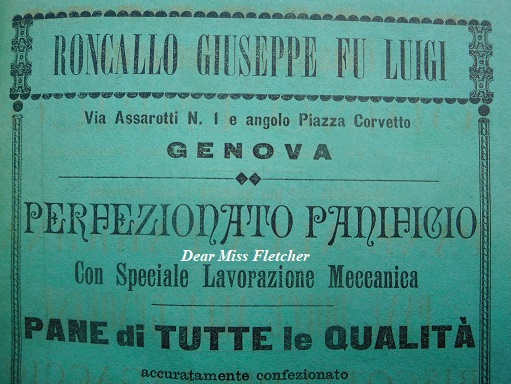 RONCALLO GIUSEPPE FU LUIGI
Via Assarotti N. 1 e angolo Piazza Corvetto
GENOVA
PERFEZIONATO PANIFICIO
Dear Miss Fletcher
Con Speciale Lavorazione Meccanica
PANE di TUTTE le QUALITÀ
accuratamente confezionato